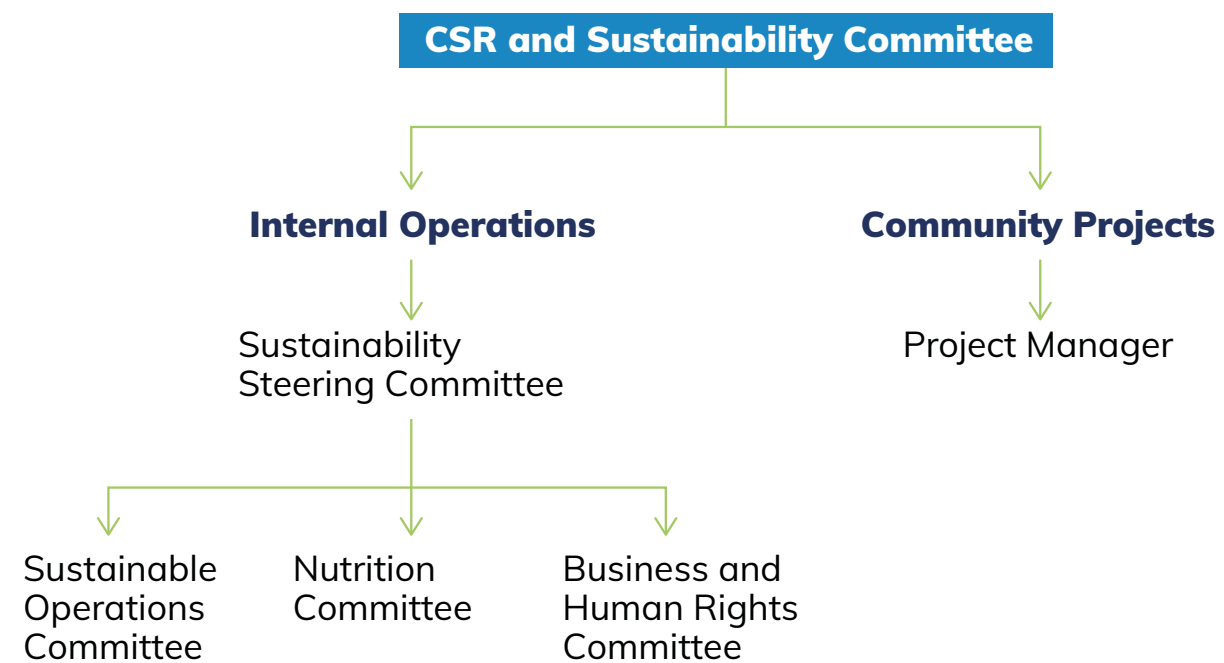 CSR and Sustainability Committee
Internal Operations
Community Projects
Sustainability
Steering Committee
Project Manager
Sustainable
Operations
Committee
Nutrition
Committee
Business and
Human Rights
Committee